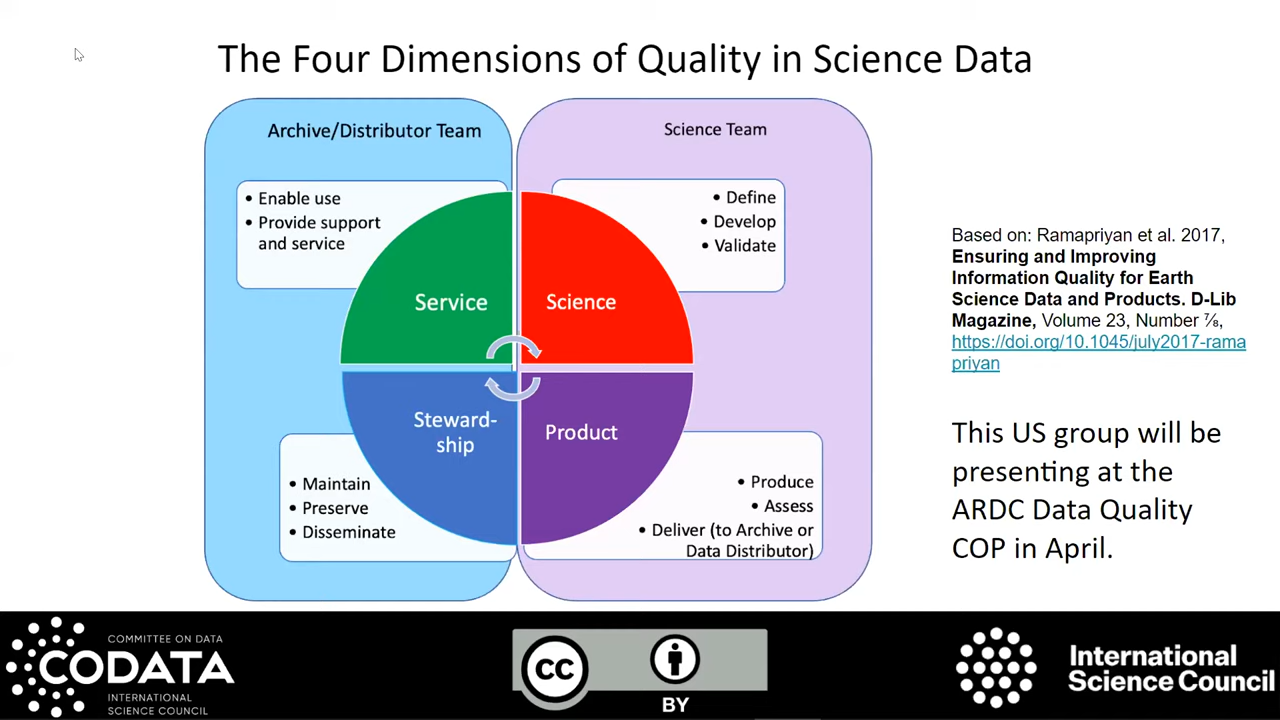 The Four Dimensions of Quality in Science Data
Archive/Distributor Team
• Enable use
• Provide support
and service
Service
Steward-
ship
• Maintain
• Preserve
• Disseminate
Science Team
• Define
• Develop
• Validate
Science
Product
• Produce
• Assess
• Deliver (to Archive or
Data Distributor)
Based on: Ramapriyan et al. 2017,
Ensuring and Improving
Information Quality for Earth
Science Data and Products. D-Lib
Magazine, Volume 23, Number ⅞,
https://doi.org/10.1045/july2017-rama
priyan
This US group will be
presenting at the
ARDC Data Quality
COP in April.
COMMITTEE ON DATA
CODATA
INTERNATIONAL
SCIENCE COUNCIL
CC
BY
International
Science Council